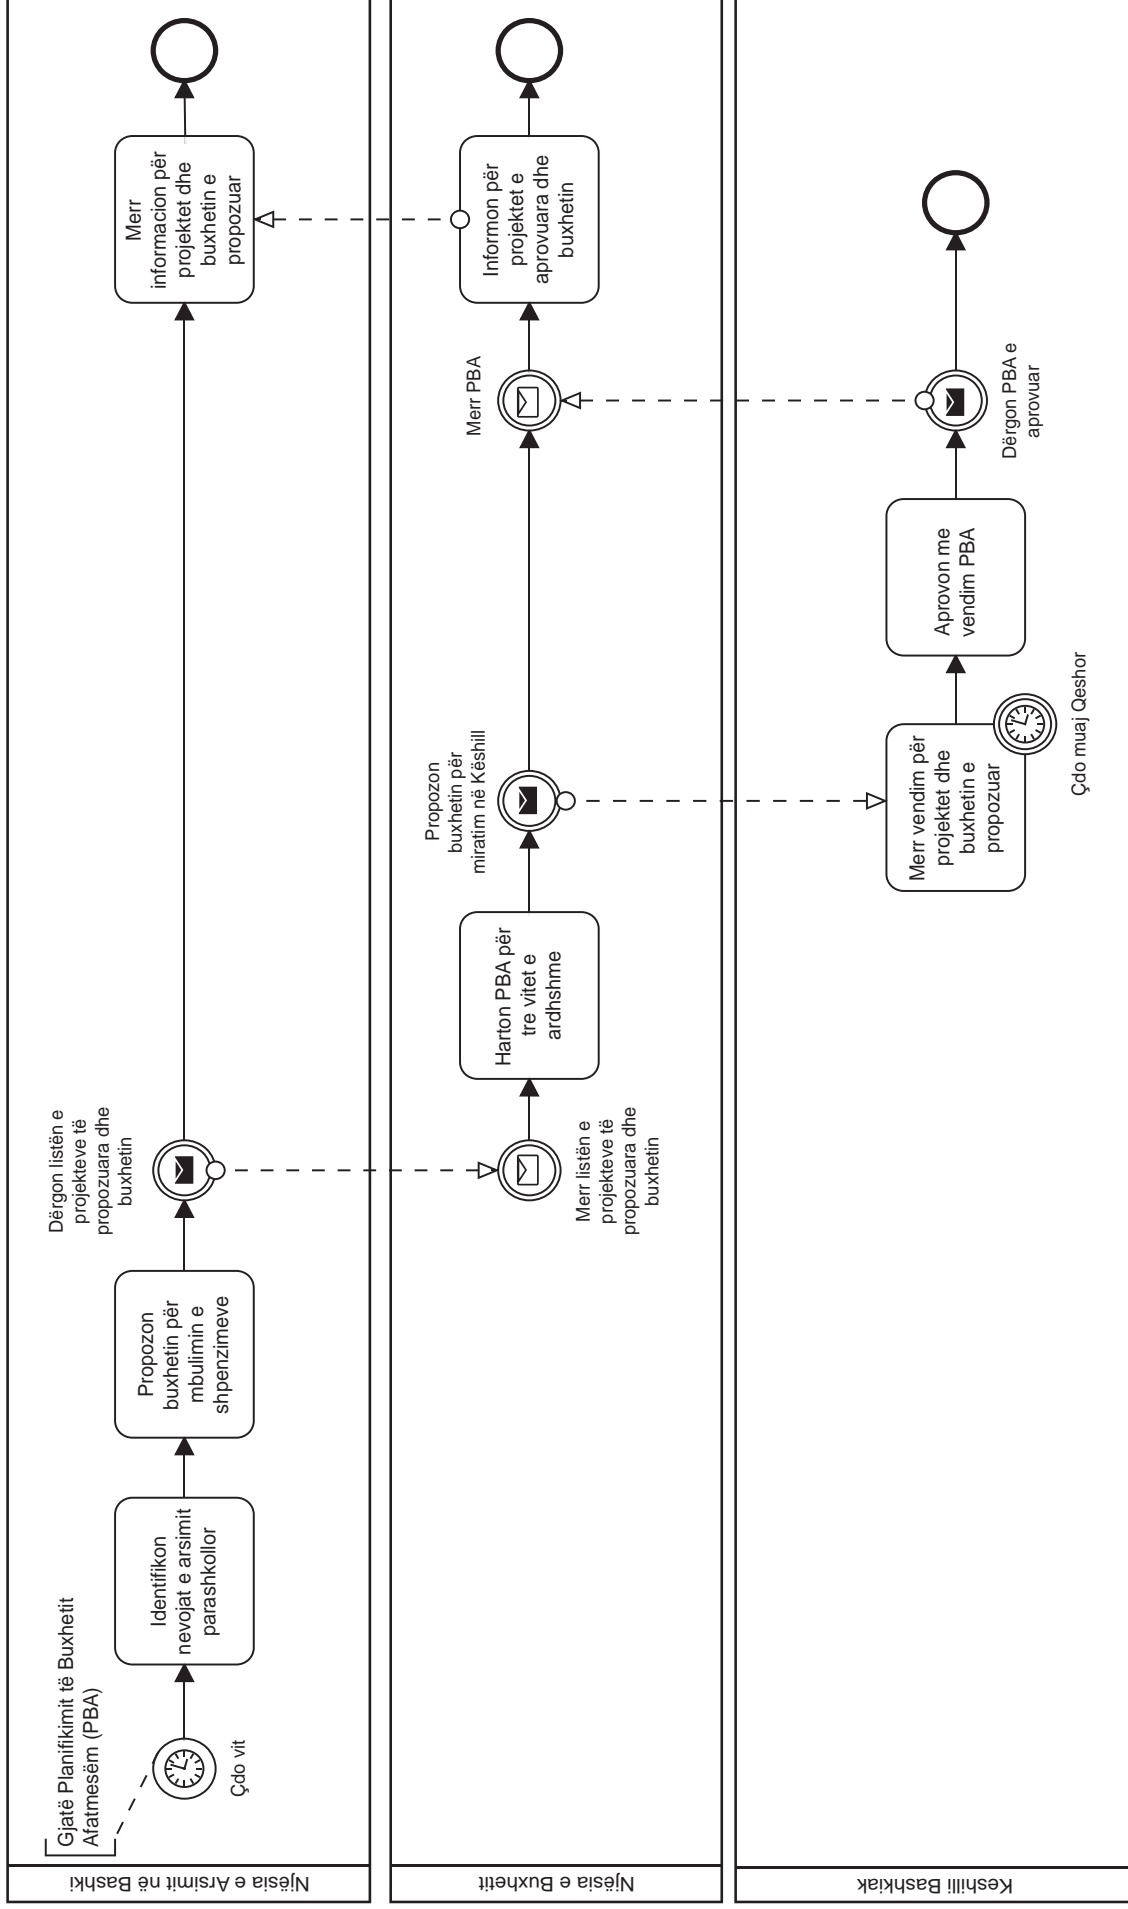 Njësia e Arsimit në Bashki
Gjatë Planifikimit të Buxhetit
Afatmesëm (PBA)
Çdo vit
Identifikon
nevojat e arsimit
parashkollor
Propozon
buxhetin për
mbulimin e
shpenzimeve
Dërgon listën e
projekteve të
propozuara dhe
buxhetin
Merr
informacion për
projektet dhe
buxhetin e
propozuar
Njësia e Buxhetit
Merr listën e
projekteve të
propozuara dhe
buxhetin
Harton PBA për
tre vitet e
ardhshme
Propozon
buxhetin për
miratim në Këshill
Merr PBA
Informon për
projektet e
aprovuara dhe
buxhetin
Keshilli Bashkiak
Merr vendim për
projektet dhe
buxhetin e
propozuar
Çdo muaj Qeshor
Aprovon me
vendim PBA
Dërgon PBA e
aprovuar